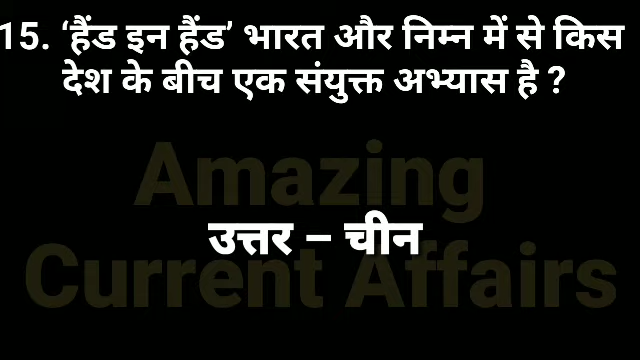 15. ‘हैंड इन हैंड’ भारत और निम्न में से किस
देश के बीच एक संयुक्त अभ्यास है ?
Amazing
उत्तर – चीन
Current Affairs